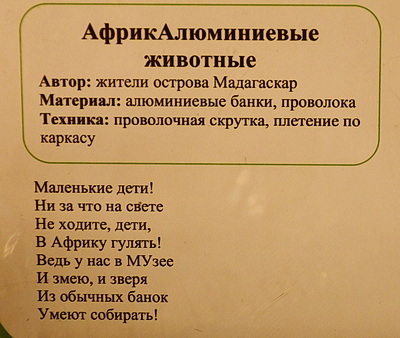 АфрикАлюминиевые
животные
Автор: жители острова Мадагаскар
Материал: алюминиевые банки, проволока
Техника: проволочная скрутка, плетение по
каркасу
Маленькие дети!
Ни за что на свете
Не ходите, дети,
В Африку гулять!
Ведь у нас в МУзее
И змею, и зверя
Из обычных банок
Умеют собирать!